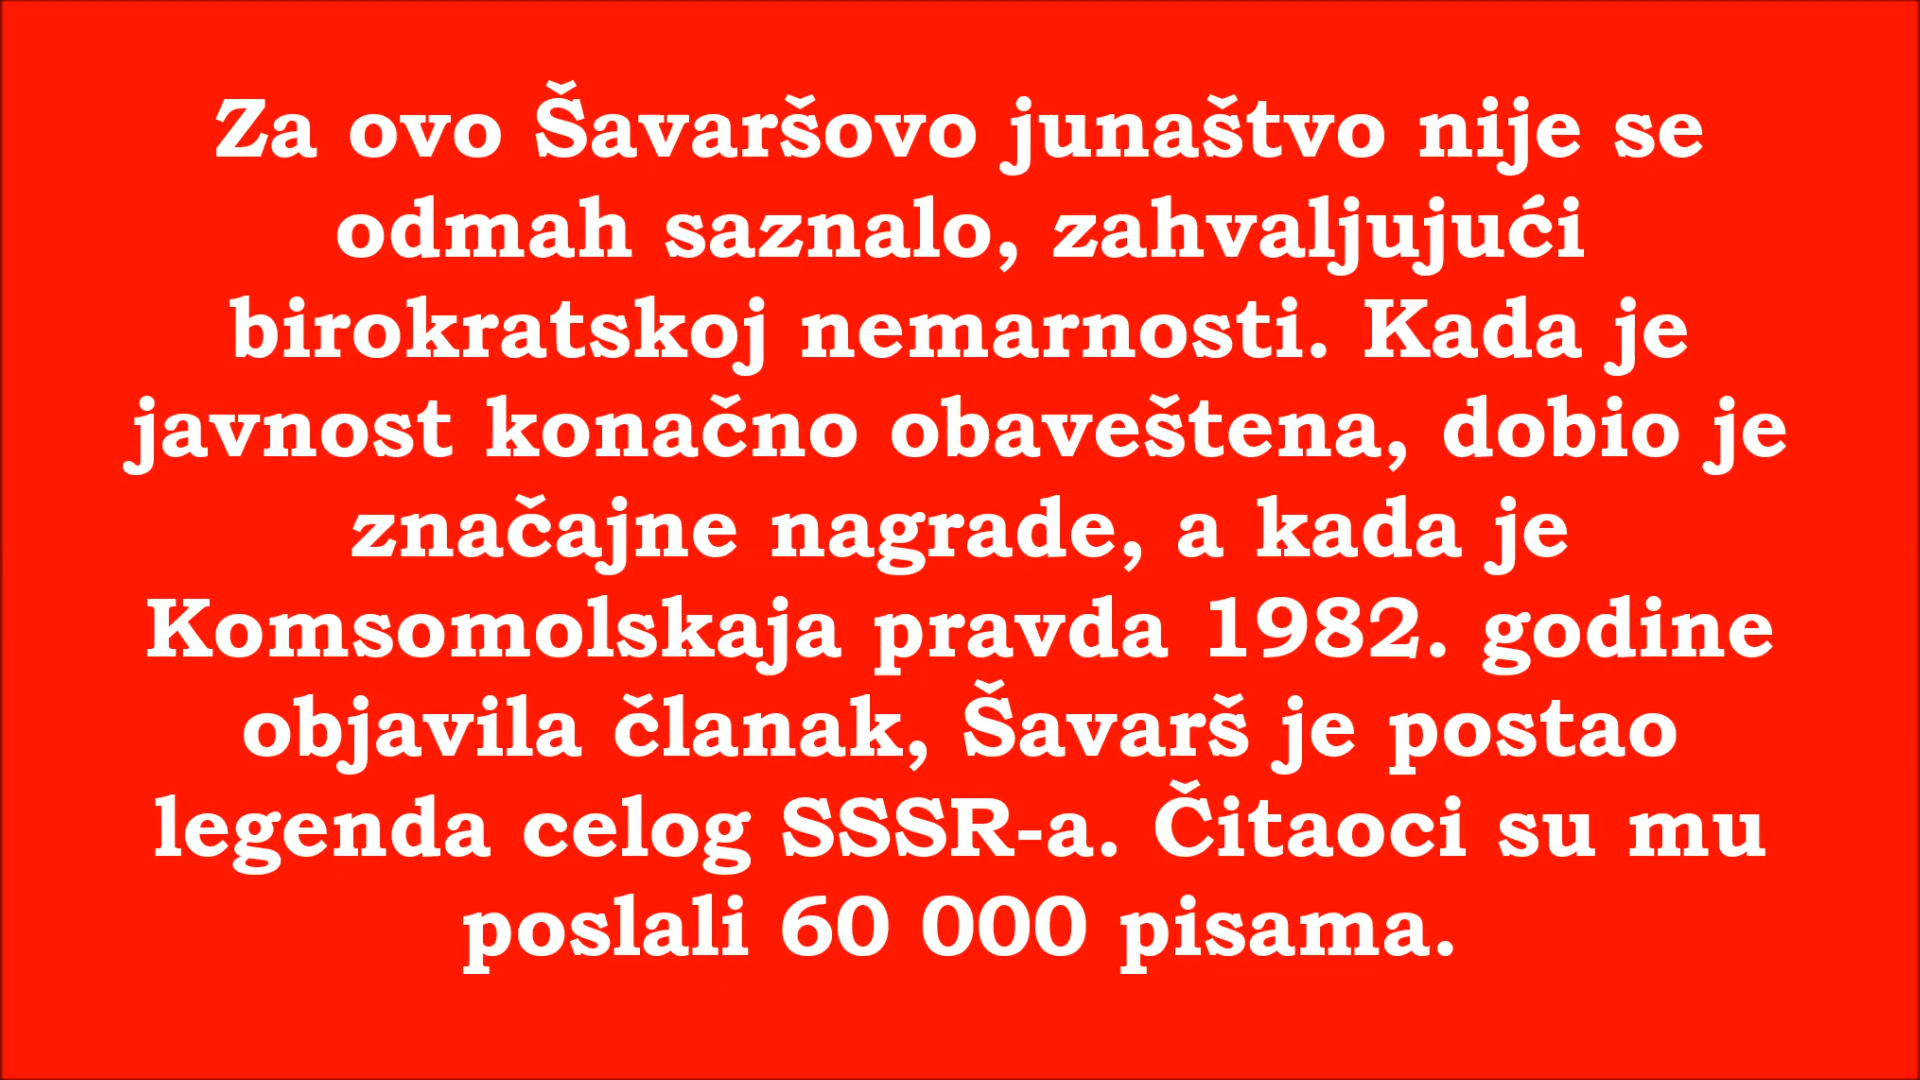 Za ovo Šavaršovo junaštvo nije se
odmah saznalo, zahvaljujući
birokratskoj nemarnosti. Kada je
javnost konačno obaveštena, dobio je
značajne nagrade, a kada je
Komsomolskaja pravda 1982. godine
objavila članak, Šavarš je postao
legenda celog SSSR-a. Čitaoci su mu
poslali 60 000 pisama.